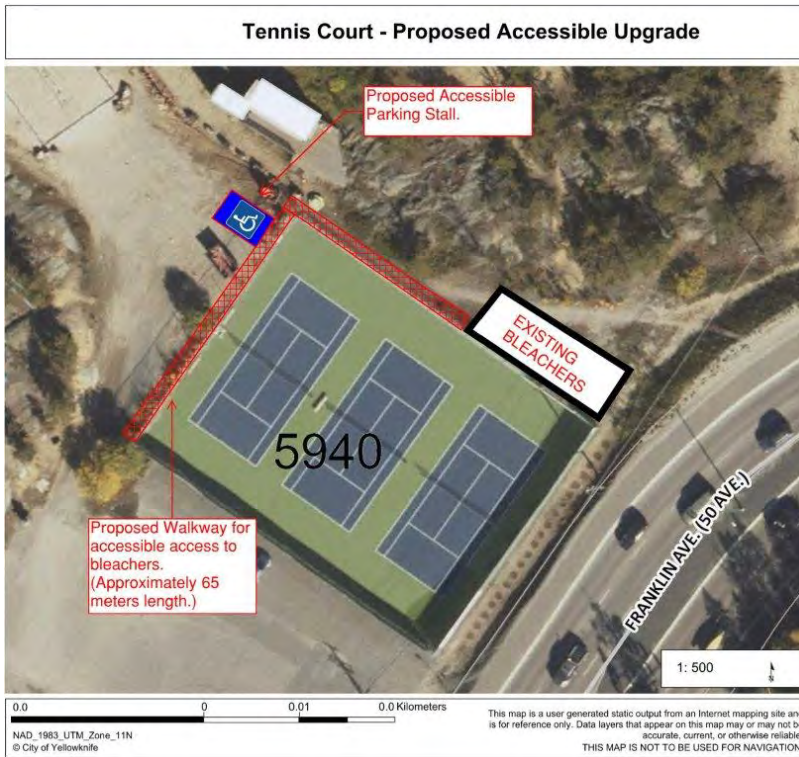 Tennis Court - Proposed Accessible Upgrade
Proposed Accessible
Parking Stall.
EXISTING
BLEACHERS
5940
Proposed Walkway for
accessible access to
bleachers.
(Approximately 65
meters length.)
FRANKLIN AVE. (50 AVE.)
1: 500
N
0.0
0
0.01
0.0 Kilometers
NAD_1983_UTM_Zone_11N
© City of Yellowknife
This map is a user generated static output from an Internet mapping site and
is for reference only. Data layers that appear on this map may or may not be
accurate, current, or otherwise reliable
THIS MAP IS NOT TO BE USED FOR NAVIGATION